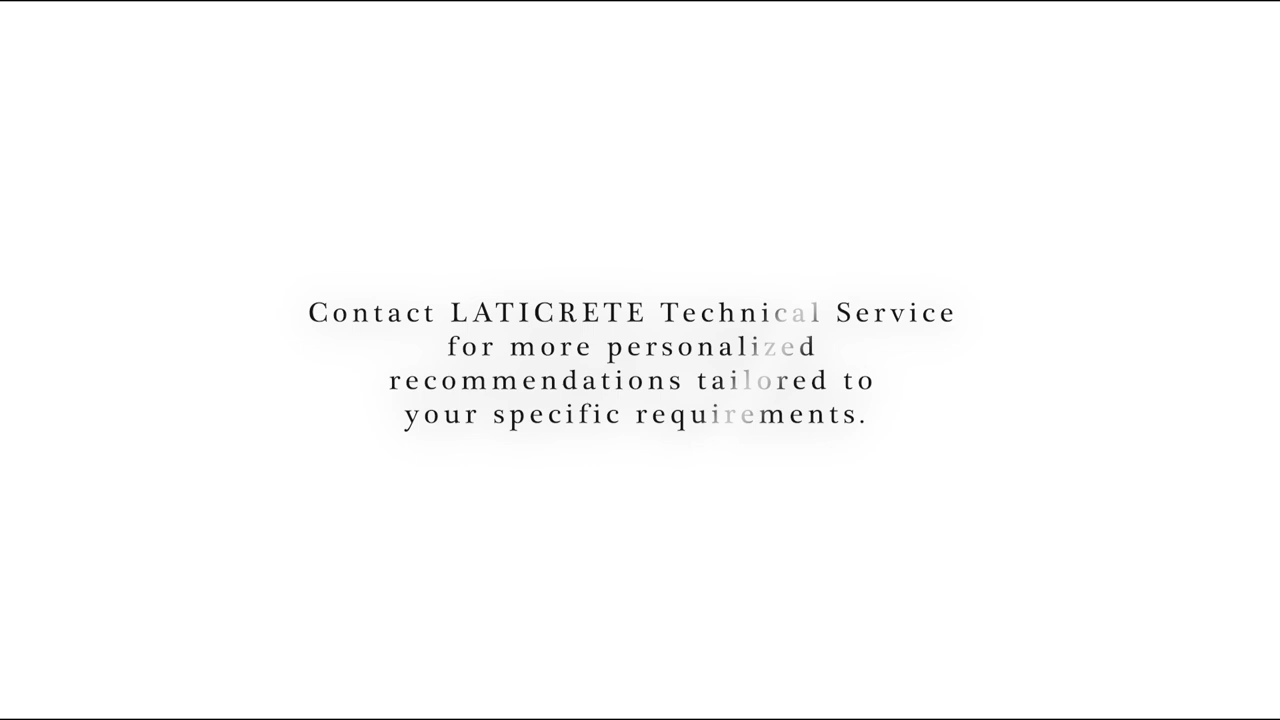 Contact LATICRETE Technical Service
for more personalized
recommendations tailored to
your specific requirements.